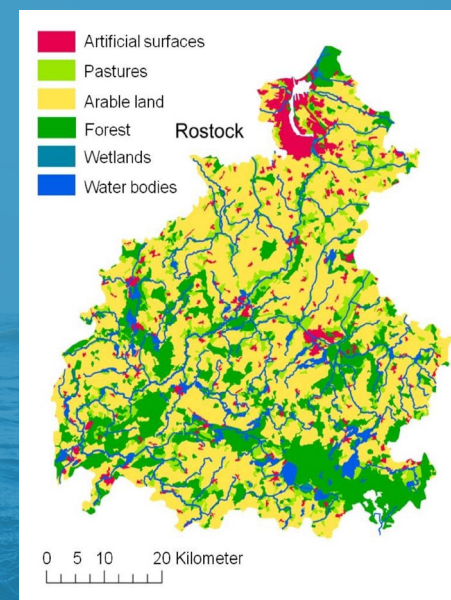 Artificial surfaces
Pastures
Arable land
Forest
Rostock
Wetlands
Water bodies
0 5 10 20 Kilometer